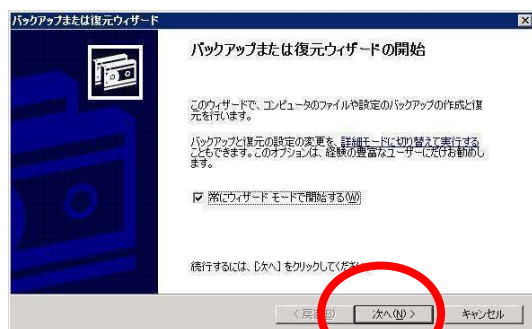 バックアップまたは復元ウィザード
バックアップまたは復元ウィザードの開始
このウィザードで、コンピュータのファイルや設定のバックアップの作成と復
元を行います。
バックアップと復元の設定の変更を、詳細モードに切り替えて実行する
こともできます。このオプションは、経験の豊富なユーザーにだけお勧めし
ます。
常にウィザード モードで開始する(W)
続行するには、[次へ] をクリックしてください。
< 戻る(B)
次へ(N) >
キャンセル